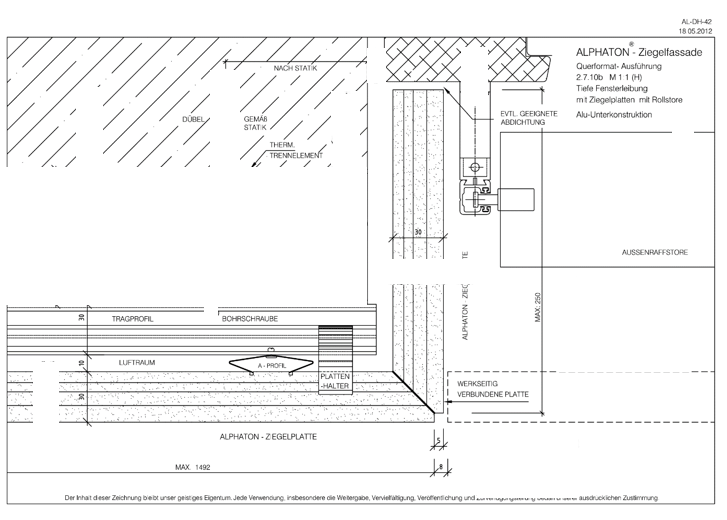 AL-DH-42
18.05.2012
ALPHATON ® - Ziegelfassade
Querformat- Ausführung
2.7.10b M 1:1 (H)
Tiefe Fensterleibung
mit Ziegelplatten mit Rollstore
Alu-Unterkonstruktion
NACH STATIK
DÜBEL
GEMÄß
STATIK
THERM.
TRENNELEMENT
EVTL. GEEIGNETE
ABDICHTUNG
30
AUSSENRAFFSTORE
ALPHATON ZIEG
TE
MAX. 250
30
TRAGPROFIL
BOHRSCHRAUBE
10
LUFTRAUM
A - PROFIL
PLATTEN
-HALTER
30
WERKSEITIG
VERBUNDENE PLATTE
ALPHATON - ZIEGELPLATTE
5
MAX. 1492
8
Der Inhalt dieser Zeichnung bleibt unser geistiges Eigentum. Jede Verwendung, insbesondere die Weitergabe, Vervielfältigung, Veröffentlichung und ausdrücklichen Zustimmung